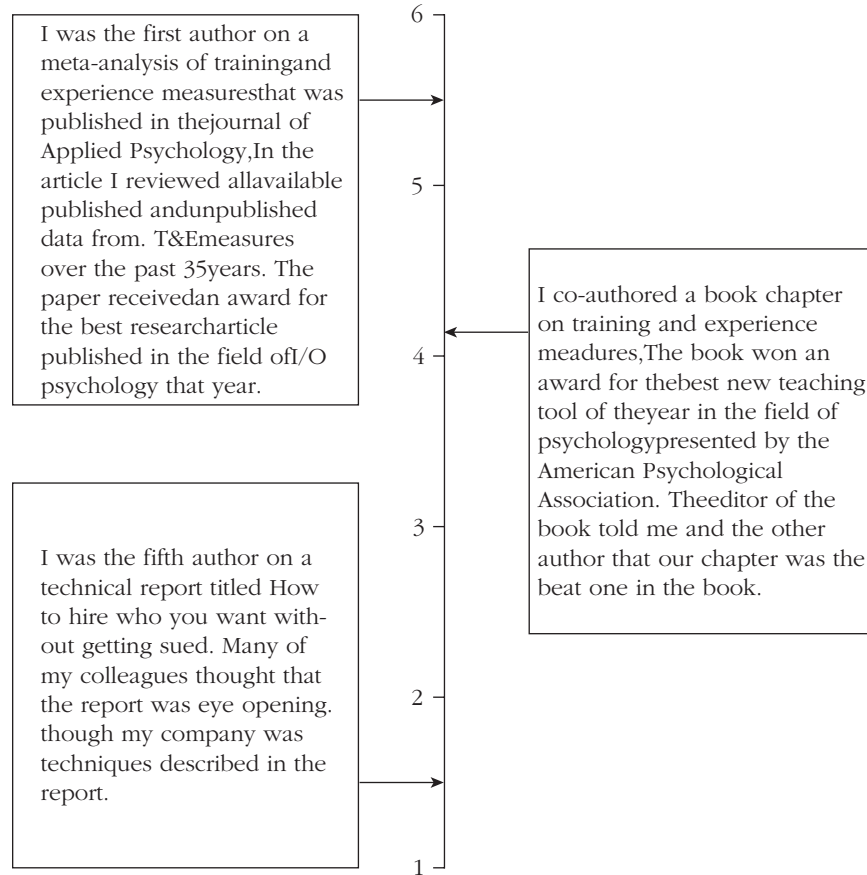 I was the first author on a
meta-analysis of trainingand
experience measuresthat was
published in thejournal of
Applied Psychology,In the
article I reviewed allavailable
published andunpublished
data from. T&Emeasures
over the past 35years. The
paper receivedan award for
the best researcharticle
published in the field ofI/O
psychology that year.
I was the fifth author on a
technical report titled How
to hire who you want with-
out getting sued. Many of
my colleagues thought that
the report was eye opening.
though my company was
techniques described in the
report.
6
5
4
3
2
1
I co-authored a book chapter
on training and experience
meadures,The book won an
award for thebest new teaching
tool of theyear in the field of
psychologypresented by the
American Psychological
Association. Theeditor of the
book told me and the other
author that our chapter was the
beat one in the book.